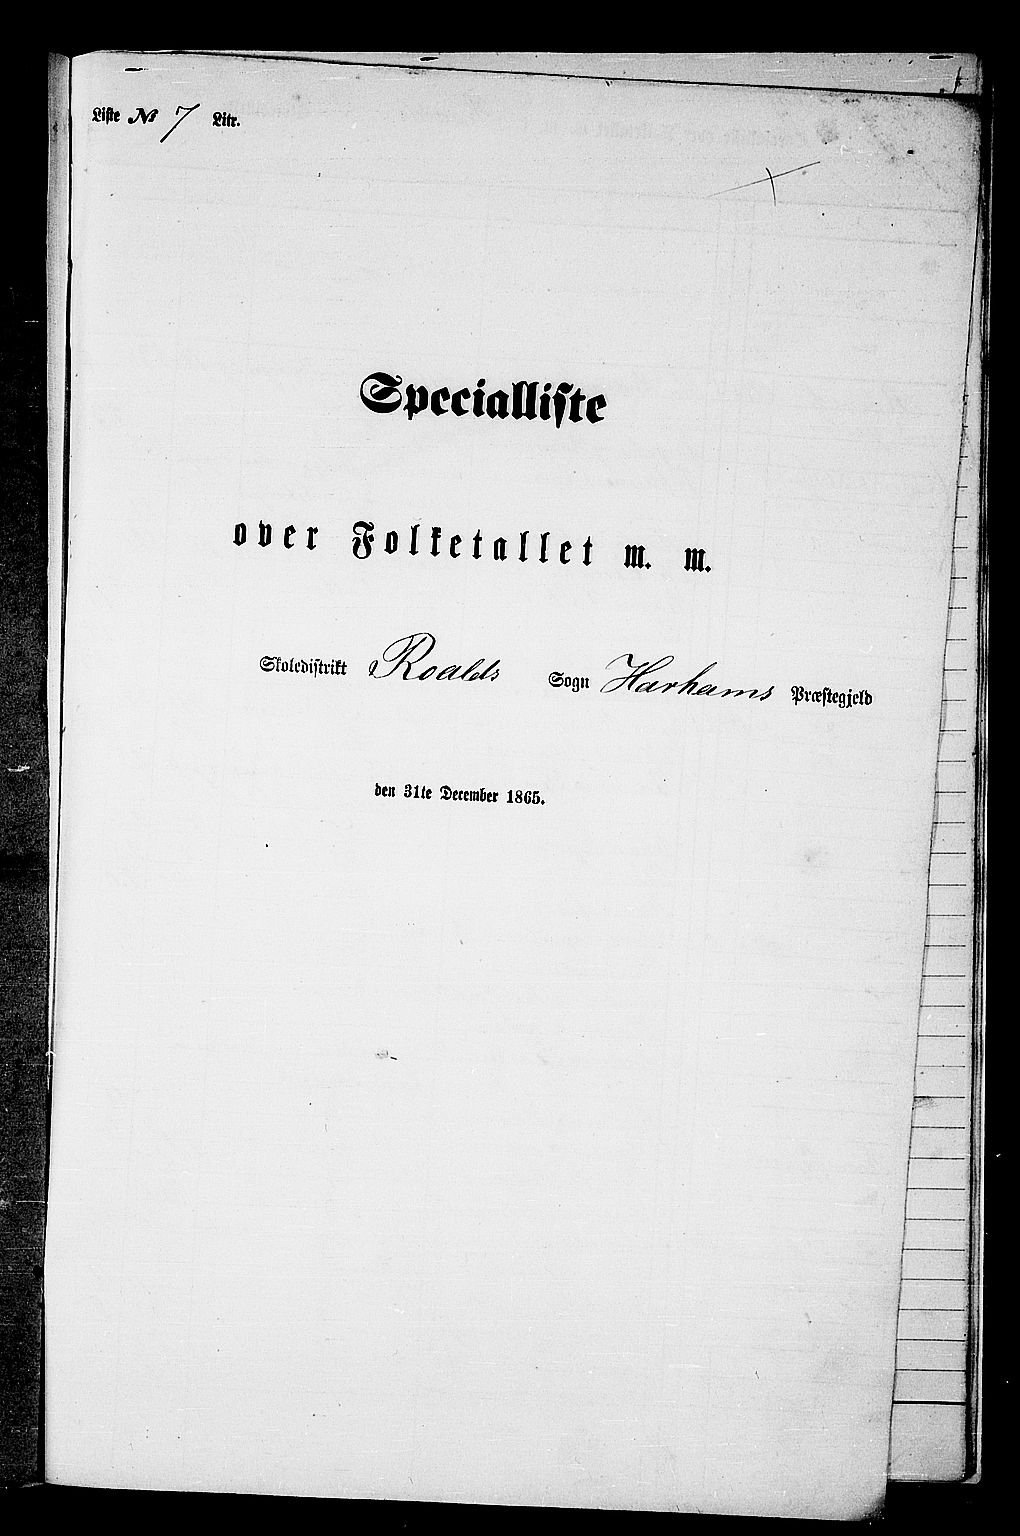 Liste No 7 Litr.
Specialliste
over Folketallet m. m.
Skoledistrikt Roalds Sogn Harhams Præstegjeld
den 31te December 1865.